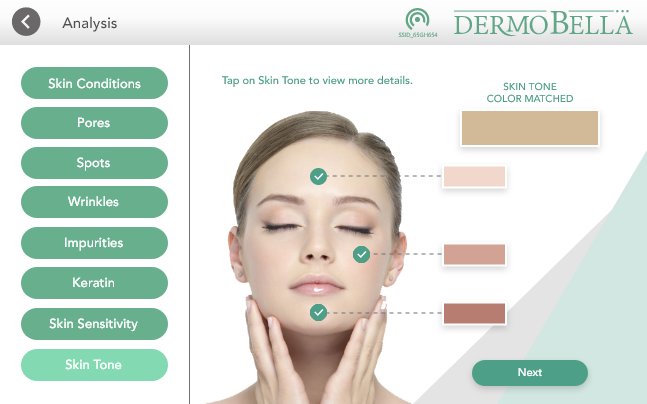 Analysis
SSID_65GH654
DERMOBELLA
Skin Conditions
Pores
Spots
Wrinkles
Impurities
Keratin
Skin Sensitivity
Skin Tone
Tap on Skin Tone to view more details.
SKIN TONE
COLOR MATCHED
Next